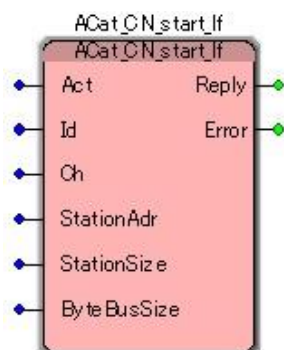 ACat_CN_start_If
ACat_CN_start_If
Act Reply
Id Error
Ch
StationAdr
StationSize
ByteBusSize